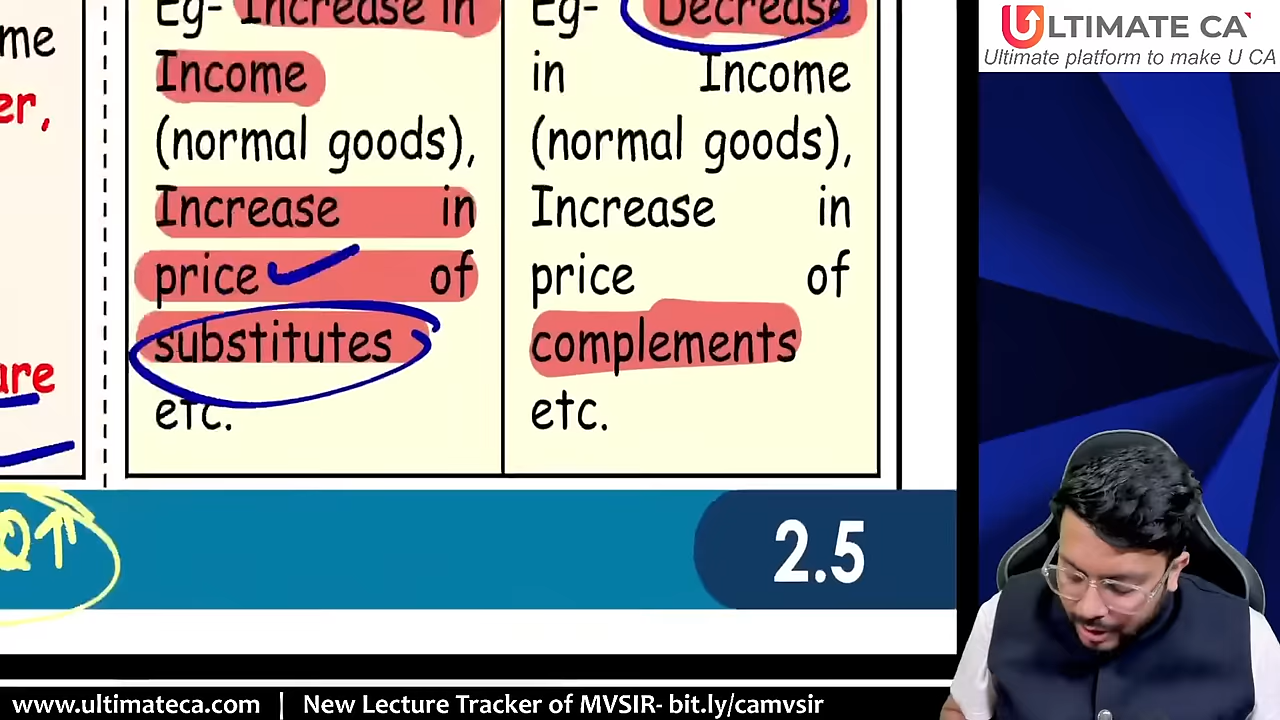 me
er,
are
Eg- Increase in
Income
(normal goods),
Increase in
price of
substitutes
etc.
Eg- Decrease
in Income
(normal goods),
Increase in
price of
complements
etc.
Q↑
2.5
ULTIMATE CA
Ultimate platform to make U CA
www.ultimateca.com | New Lecture Tracker of MVSIR- bit.ly/camvsir